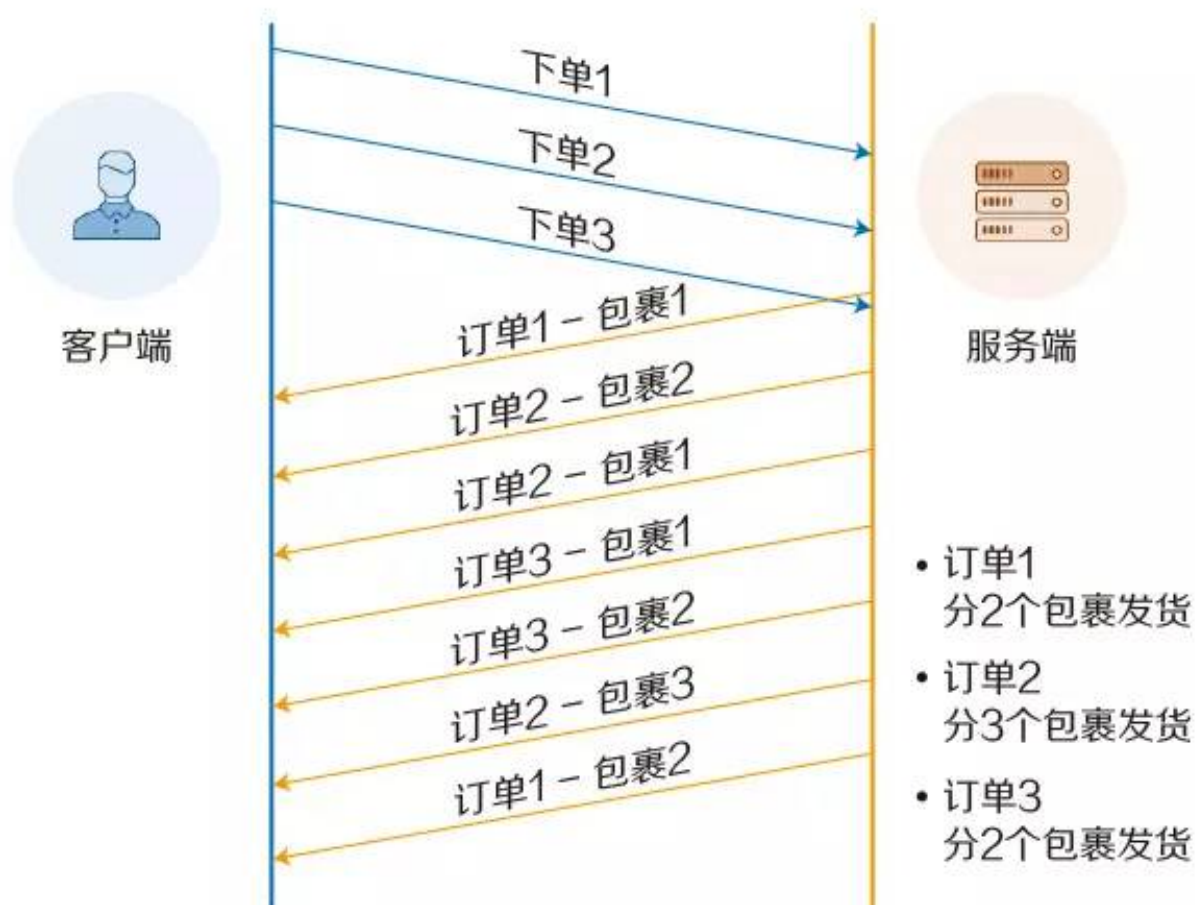 下单1
下单2
下单3
客户端
服务端
订单1 – 包裹1
订单2 – 包裹2
订单2 – 包裹1
订单3 – 包裹1
订单3 – 包裹2
订单2 – 包裹3
订单1 – 包裹2
• 订单1
分2个包裹发货
• 订单2
分3个包裹发货
• 订单3
分2个包裹发货